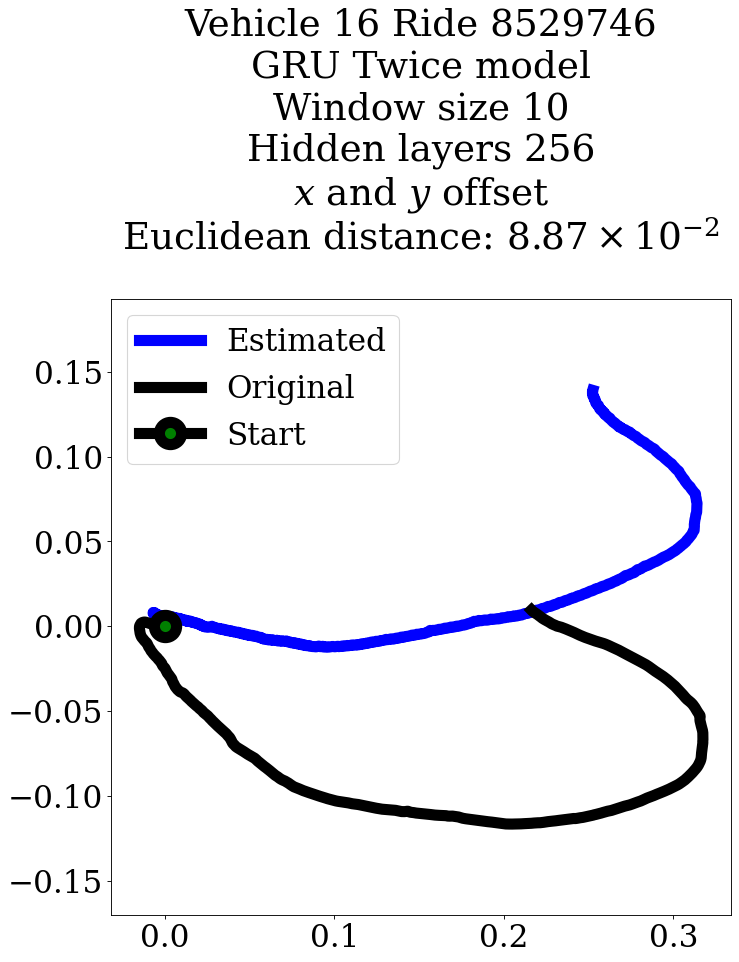 Vehicle 16 Ride 8529746
GRU Twice model
Window size 10
Hidden layers 256
x and y offset
Euclidean distance: 8.87 × 10⁻²
Estimated
Original
Start
0.15
0.10
0.05
0.00
−0.05
−0.10
−0.15
0.0 0.1 0.2 0.3